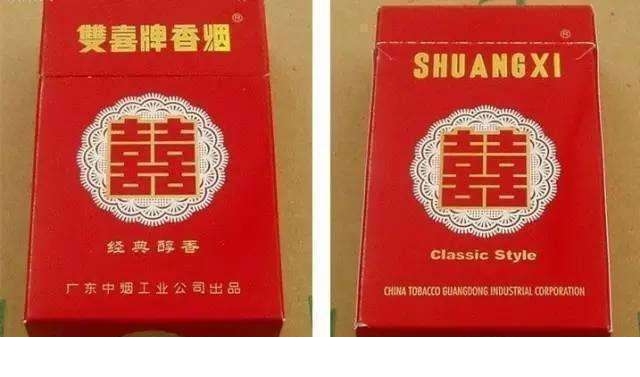 雙喜牌香烟®
囍
经典醇香
广东中烟工业公司出品
SHUANGXI®
囍
Classic Style
CHINA TOBACCO GUANGDONG INDUSTRIAL CORPORATION